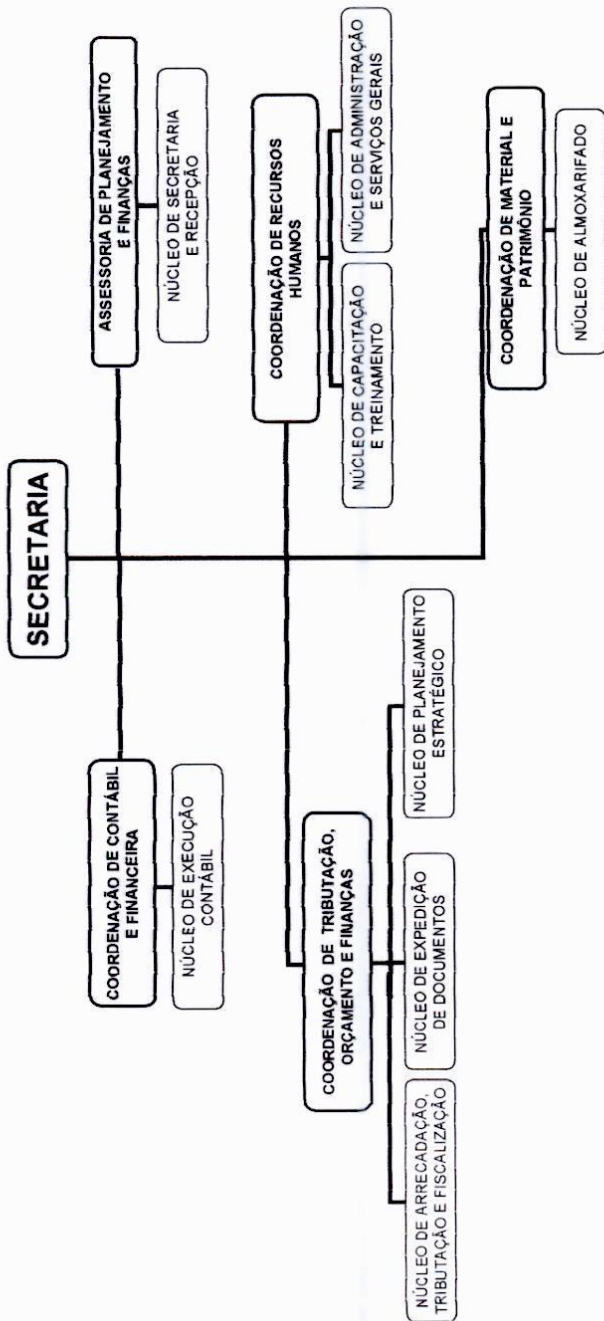 SECRETARIA
COORDENAÇÃO DE CONTÁBIL
E FINANCEIRA
NÚCLEO DE EXECUÇÃO
CONTÁBIL
ASSESSORIA DE PLANEJAMENTO
E FINANÇAS
NÚCLEO DE SECRETARIA
E RECEPÇÃO
COORDENAÇÃO DE TRIBUTAÇÃO,
ORÇAMENTO E FINANÇAS
NÚCLEO DE ARRECADAÇÃO,
TRIBUTAÇÃO E FISCALIZAÇÃO
NÚCLEO DE EXPEDIÇÃO
DE DOCUMENTOS
NÚCLEO DE PLANEJAMENTO
ESTRATÉGICO
COORDENAÇÃO DE RECURSOS
HUMANOS
NÚCLEO DE CAPACITAÇÃO
E TREINAMENTO
NÚCLEO DE ADMINISTRAÇÃO
E SERVIÇOS GERAIS
COORDENAÇÃO DE MATERIAL E
PATRIMÔNIO
NÚCLEO DE ALMOXARIFADO